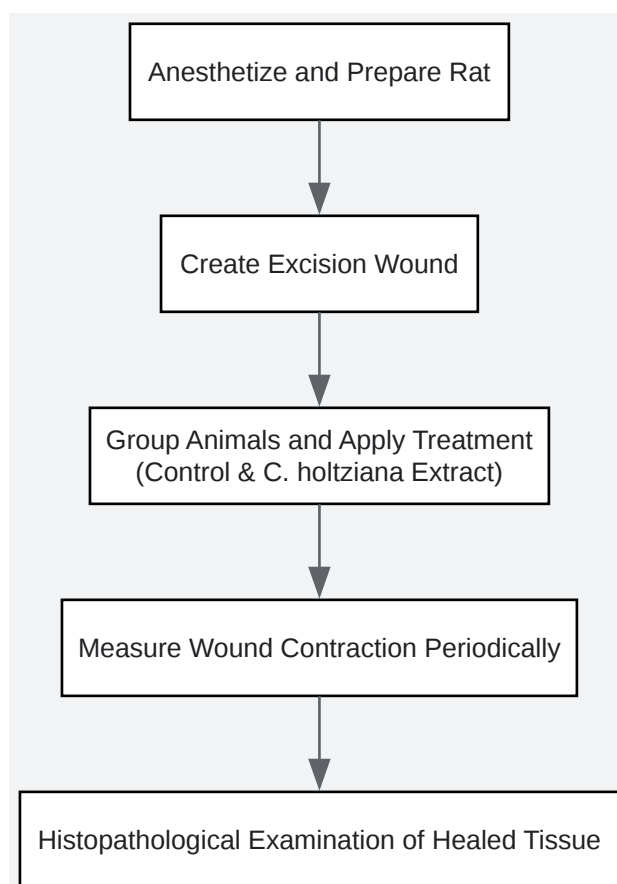 Anesthetize and Prepare Rat
Create Excision Wound
Group Animals and Apply Treatment
(Control & C. holtziana Extract)
Measure Wound Contraction Periodically
Histopathological Examination of Healed Tissue